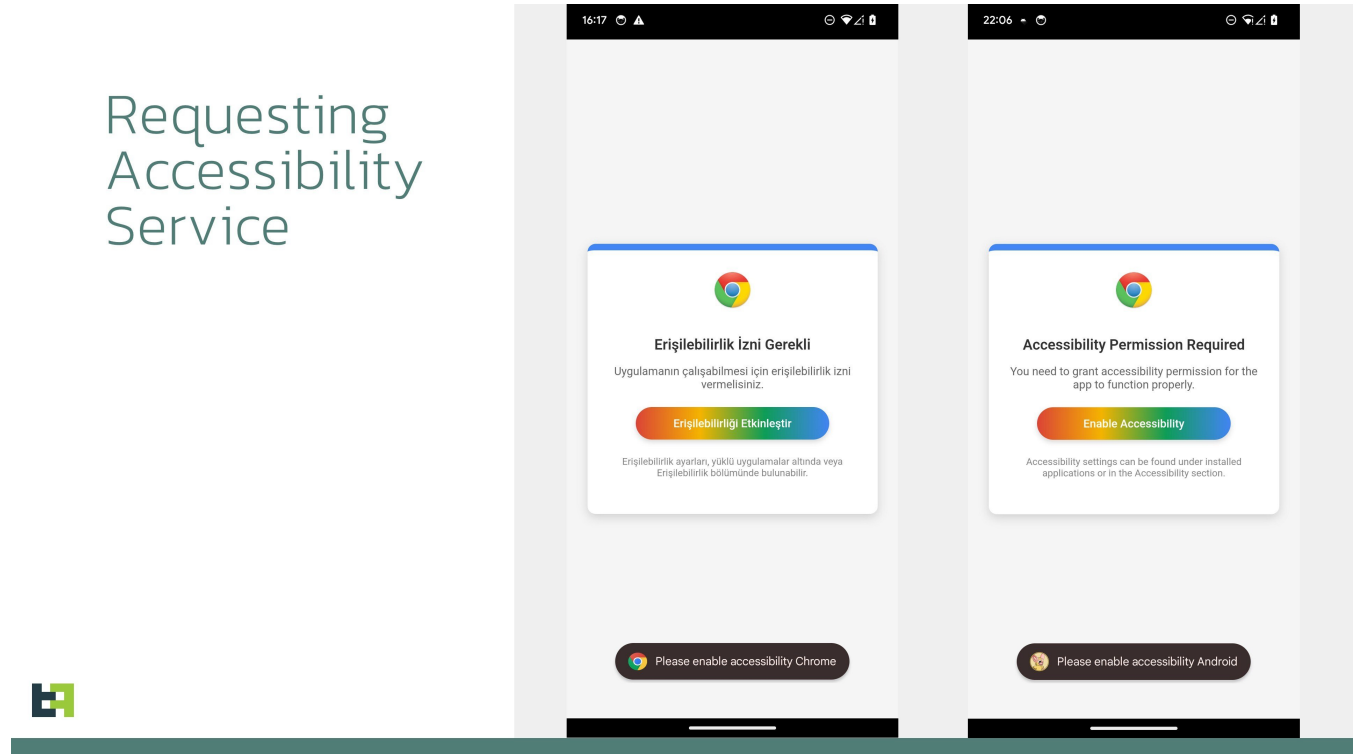 Requesting
Accessibility
Service
16:17
Erişilebilirlik İzni Gerekli
Uygulamanın çalışabilmesi için erişilebilirlik izni
vermelisiniz.
Erişilebilirliği Etkinleştir
Erişilebilirlik ayarları, yüklü uygulamalar altında veya
Erişilebilirlik bölümünde bulunabilir.
Please enable accessibility Chrome
22:06
Accessibility Permission Required
You need to grant accessibility permission for the
app to function properly.
Enable Accessibility
Accessibility settings can be found under installed
applications or in the Accessibility section.
Please enable accessibility Android